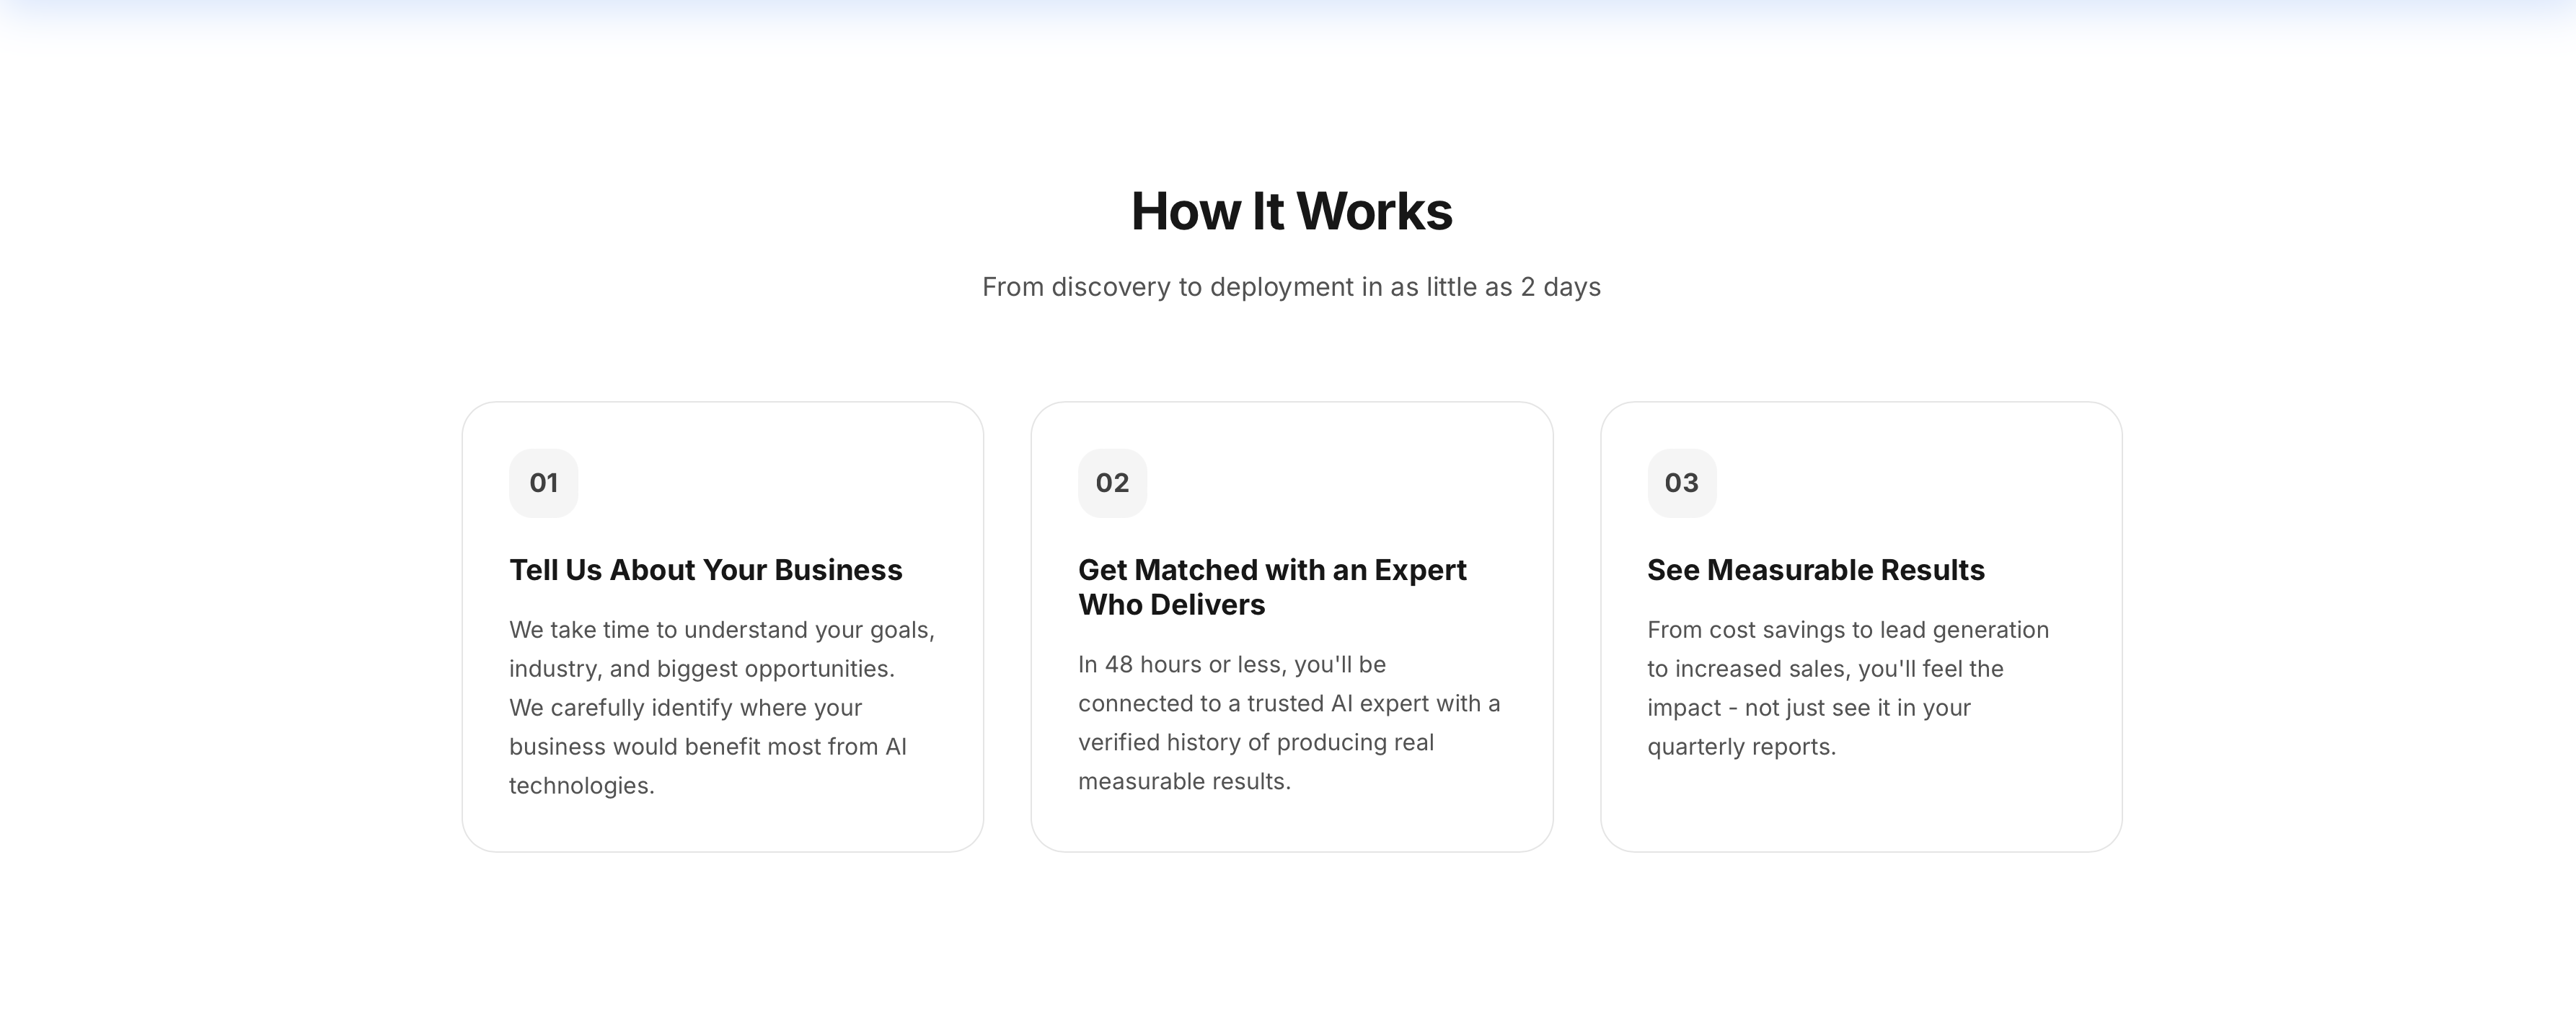 How It Works
From discovery to deployment in as little as 2 days
01
Tell Us About Your Business
We take time to understand your goals,
industry, and biggest opportunities.
We carefully identify where your
business would benefit most from AI
technologies.
02
Get Matched with an Expert
Who Delivers
In 48 hours or less, you'll be
connected to a trusted AI expert with a
verified history of producing real
measurable results.
03
See Measurable Results
From cost savings to lead generation
to increased sales, you'll feel the
impact - not just see it in your
quarterly reports.